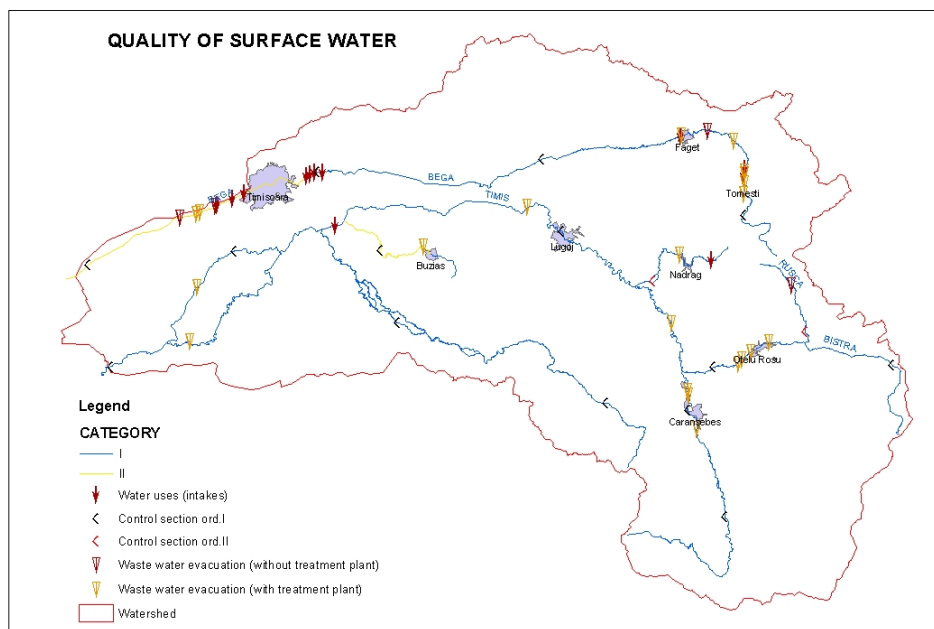 QUALITY OF SURFACE WATER
Faget
BEGA
Tomesti
BEGA
Timisoara
TIMIS
Lugoj
Buzias
Nadrag
RUSCA
Otelu Rosu
BISTRA
Caransebes
Legend
CATEGORY
I
II
Water uses (intakes)
Control section ord.I
Control section ord.II
Waste water evacuation (without treatment plant)
Waste water evacuation (with treatment plant)
Watershed